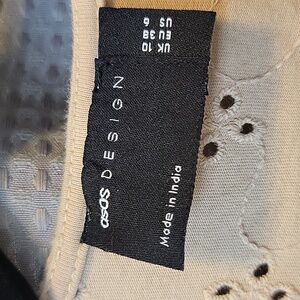 asos DESIGN
Made in India
UK 10
EU 38
US 6